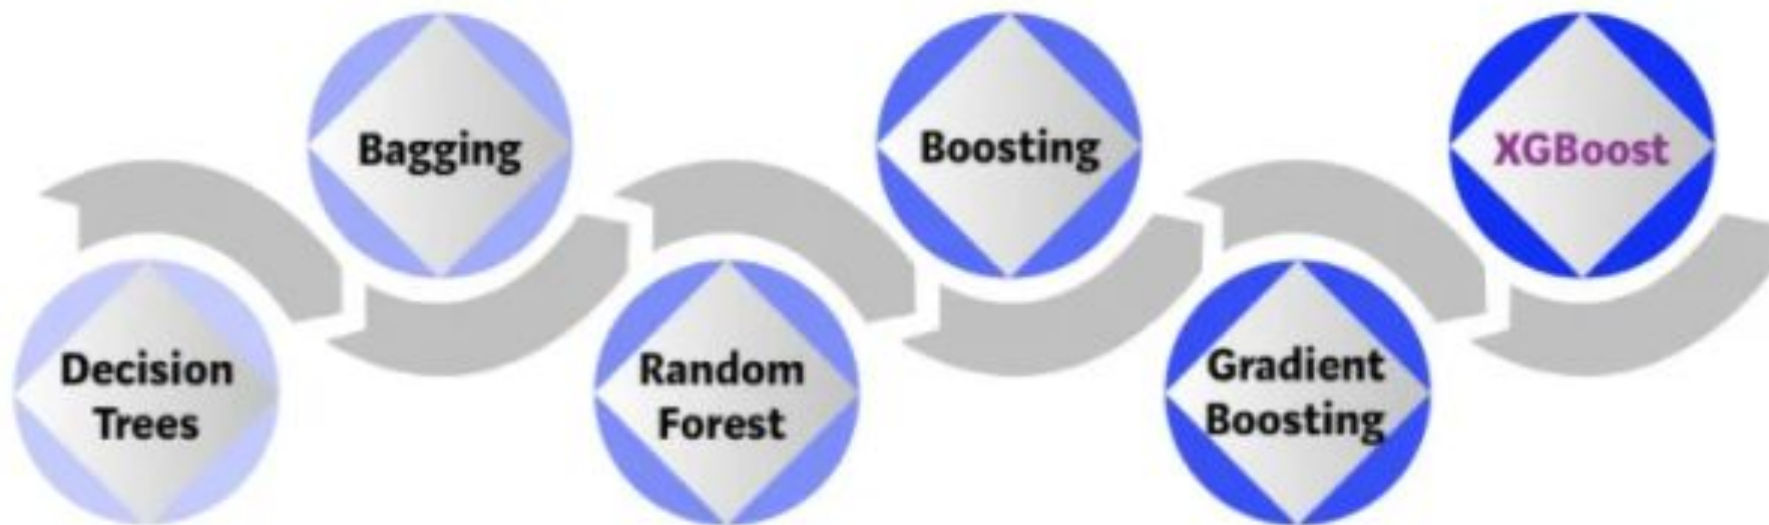 Decision
Trees
Bagging
Random
Forest
Boosting
Gradient
Boosting
XGBoost